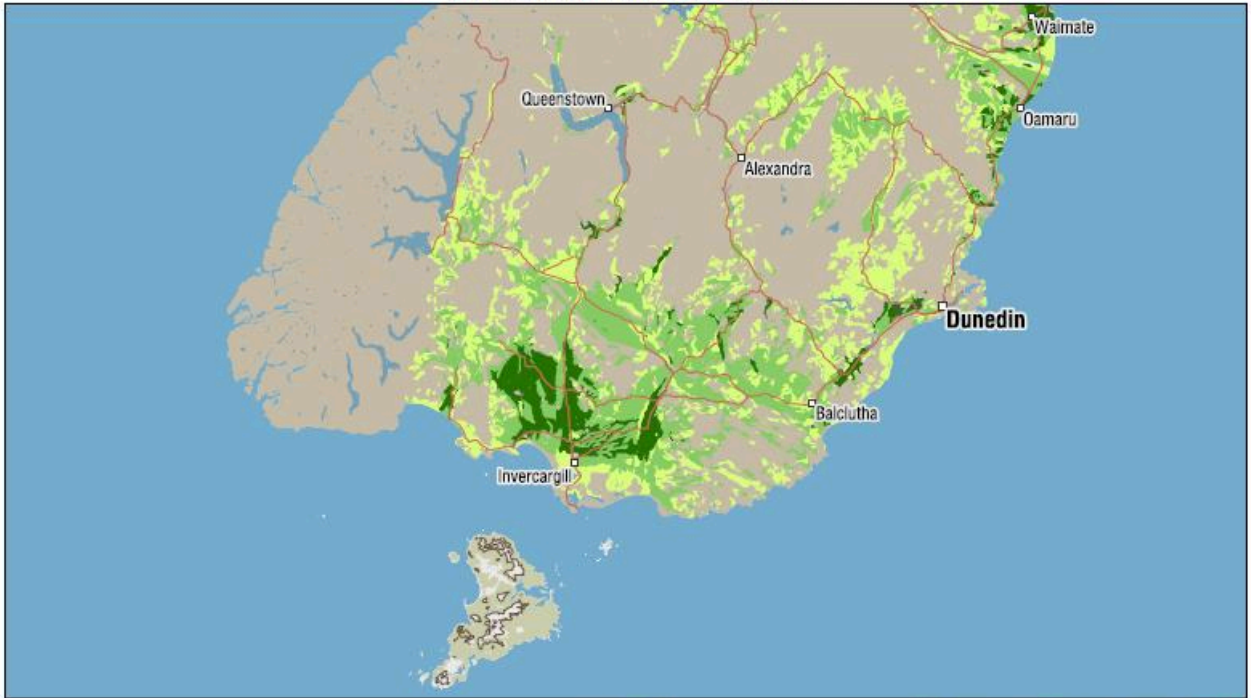 Waimate
Queenstown
Oamaru
Alexandra
Dunedin
Balclutha
Invercargill